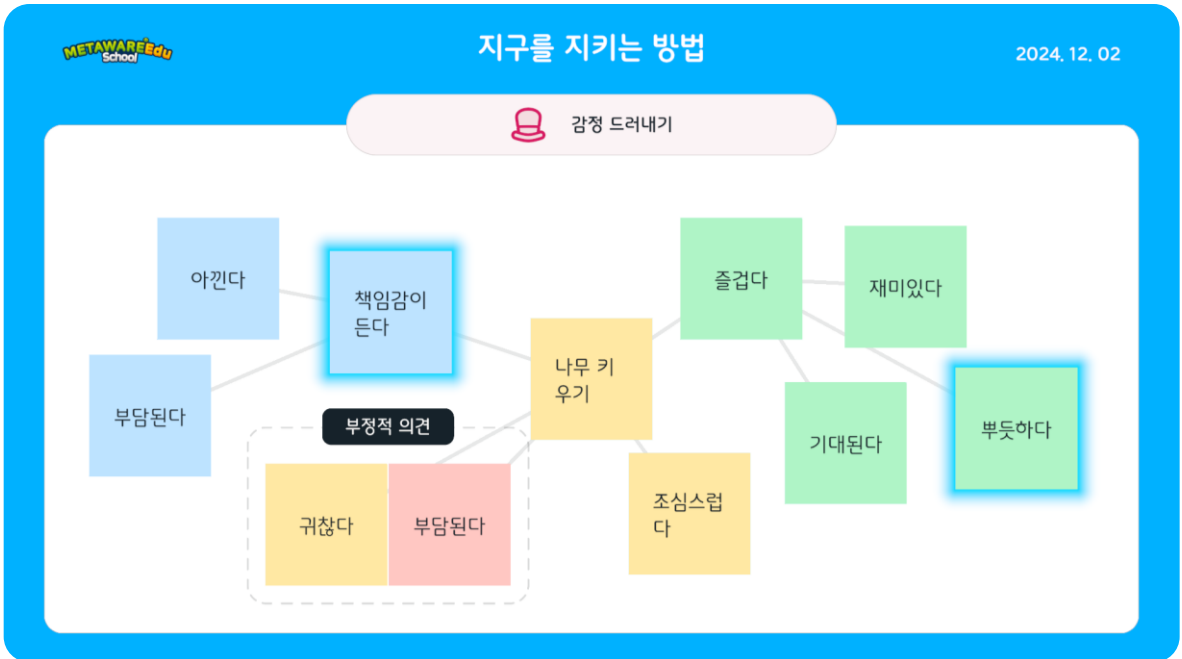 METAWARE Edu
School
지구를 지키는 방법
2024. 12. 02
감정 드러내기
아낀다
책임감이
든다
부담된다
나무 키
우기
즐겁다
재미있다
기대된다
뿌듯하다
부정적 의견
귀찮다
부담된다
조심스럽
다